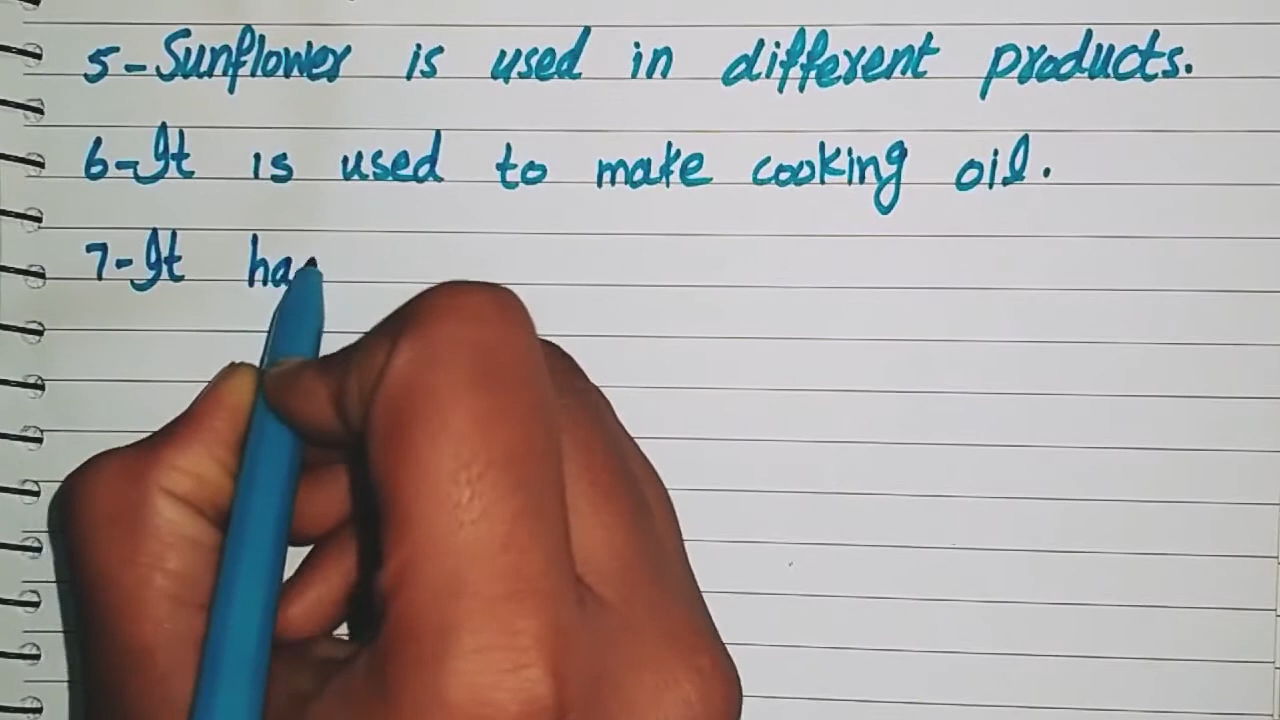 5-Sunflower is used in different products.
6-It is used to make cooking oil.
7-It ha